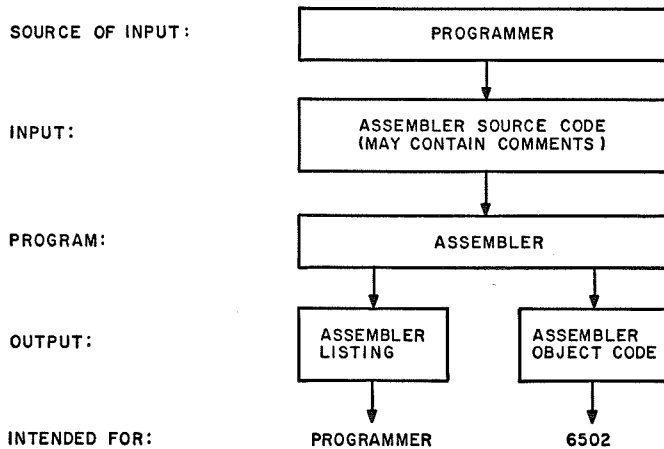 SOURCE OF INPUT:
PROGRAMMER
INPUT:
ASSEMBLER SOURCE CODE
(MAY CONTAIN COMMENTS)
PROGRAM:
ASSEMBLER
OUTPUT:
ASSEMBLER
LISTING
ASSEMBLER
OBJECT CODE
INTENDED FOR:
PROGRAMMER
6502